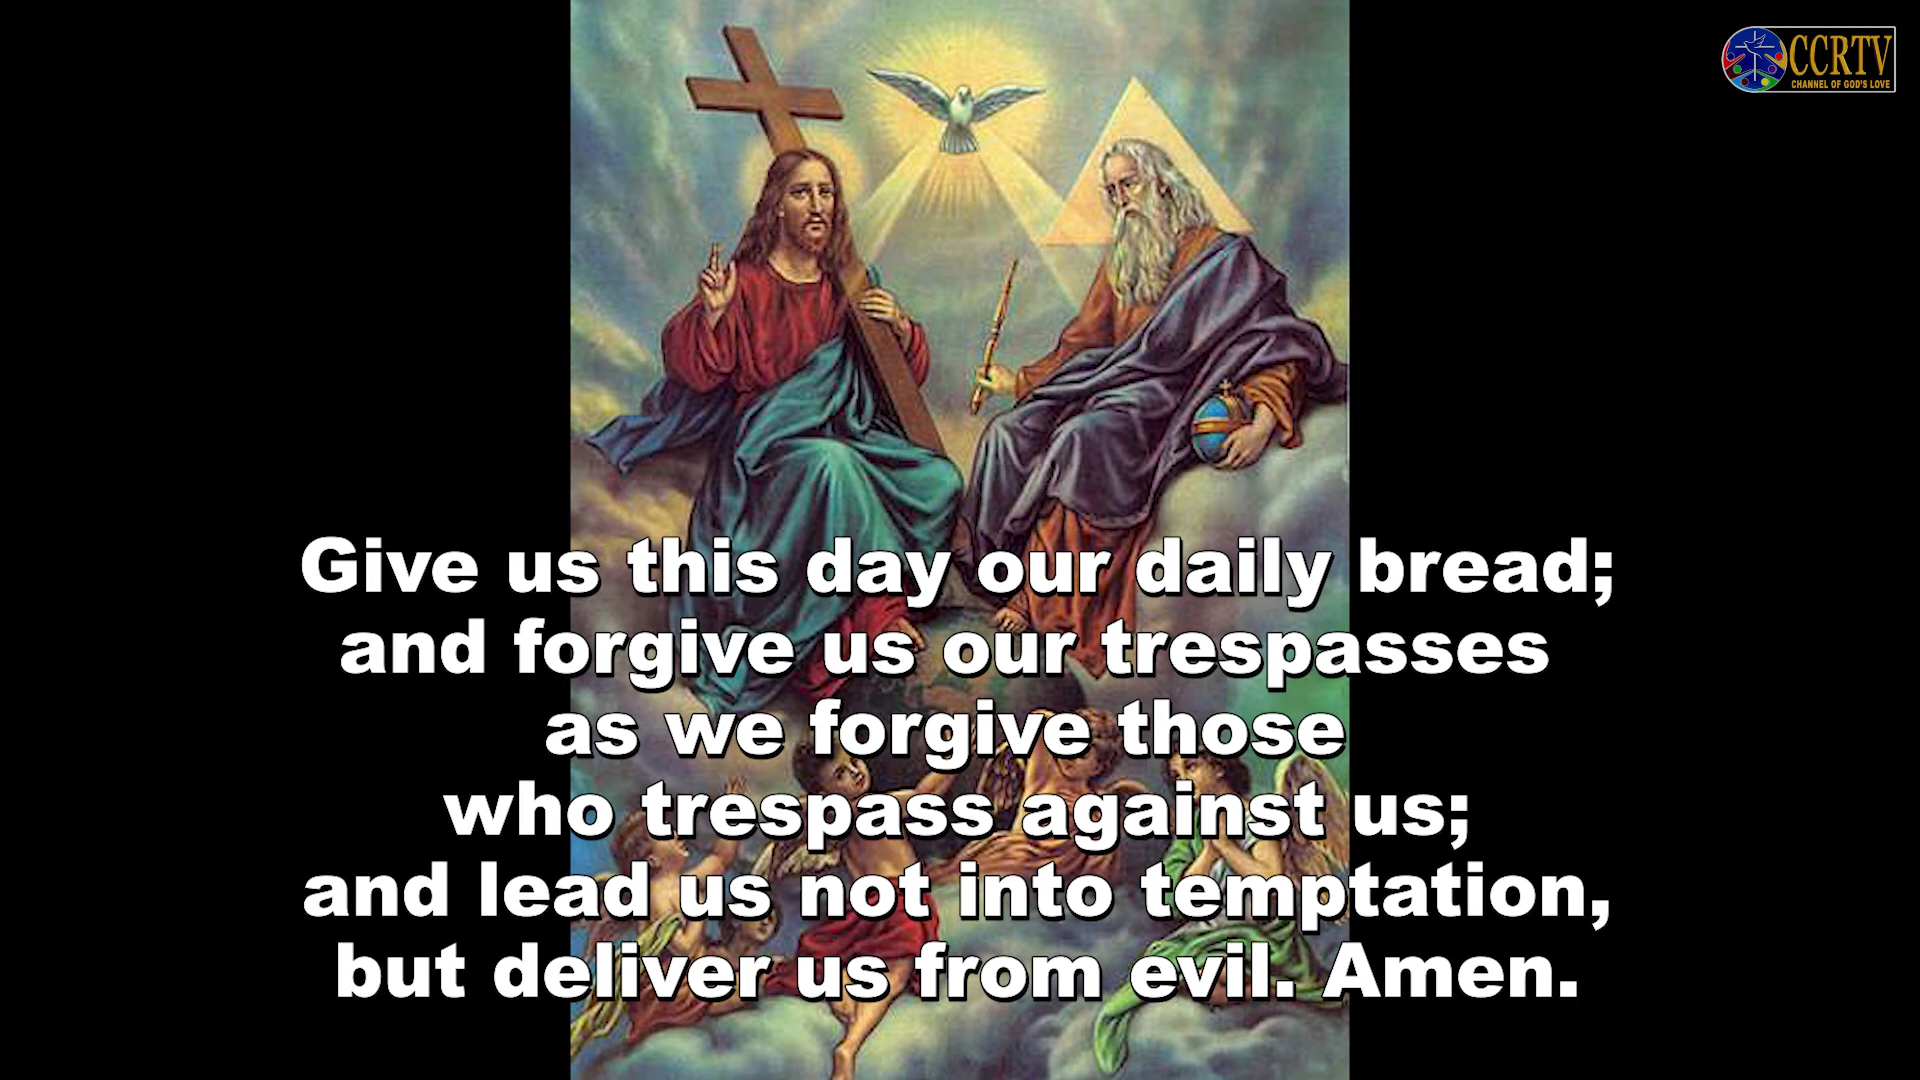 CCRTV
CHANNEL OF GOD'S LOVE
Give us this day our daily bread;
and forgive us our trespasses
as we forgive those
who trespass against us;
and lead us not into temptation,
but deliver us from evil. Amen.